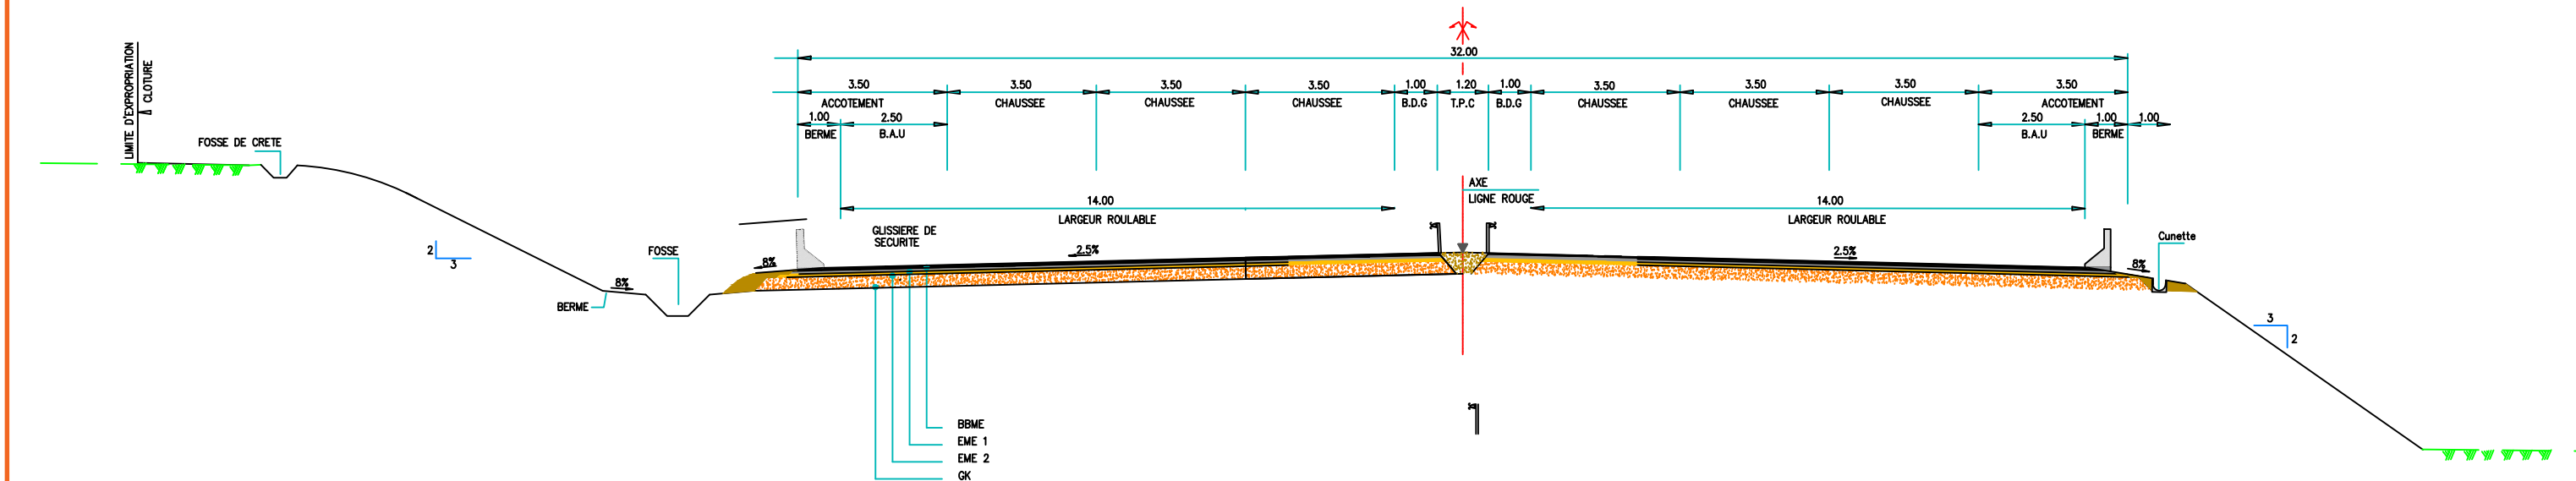 32.00
LIMITE D'EXPROPRIATION
CLOTURE
3.50 3.50 3.50 3.50 1.00 1.20 1.00 3.50 3.50 3.50 3.50
ACCOTEMENT CHAUSSEE CHAUSSEE CHAUSSEE B.D.G T.P.C B.D.G CHAUSSEE CHAUSSEE CHAUSSEE ACCOTEMENT
1.00 2.50 2.50 1.00 1.00
BERME B.A.U B.A.U BERME
FOSSE DE CRETE
AXE
LIGNE ROUGE
14.00 14.00
LARGEUR ROULABLE LARGEUR ROULABLE
GLISSIERE DE
SECURITE
Cunette
2
3
FOSSE
2.5% 2.5%
8% 8%
8%
BERME
3
2
BBME
EME 1
EME 2
GK